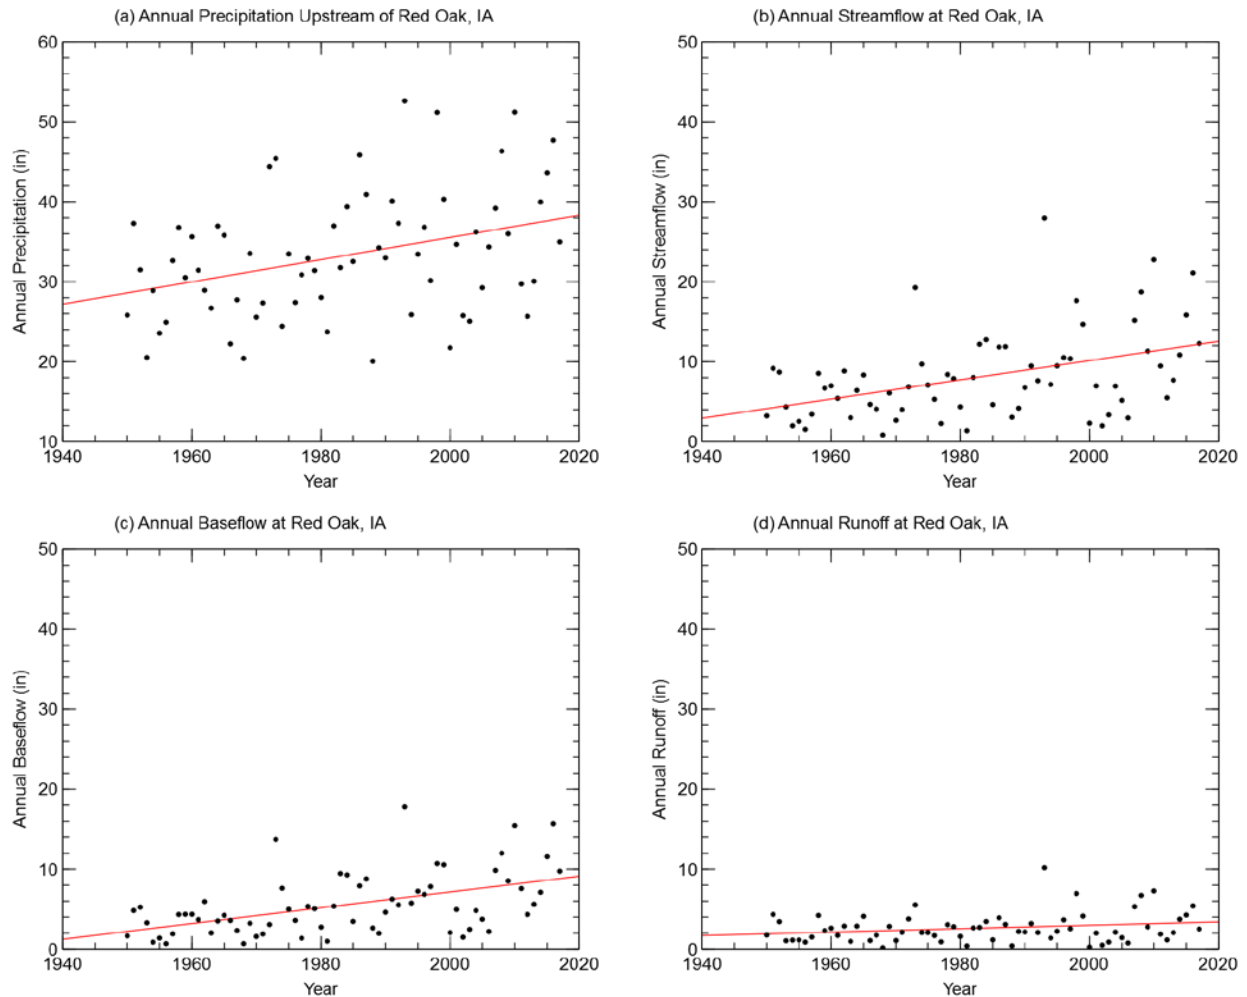 (a) Annual Precipitation Upstream of Red Oak, IA
60
50
40
30
20
10
Annual Precipitation (in)
1940 1960 1980 2000 2020
Year
(b) Annual Streamflow at Red Oak, IA
50
40
30
20
10
0
Annual Streamflow (in)
1940 1960 1980 2000 2020
Year
(c) Annual Baseflow at Red Oak, IA
50
40
30
20
10
0
Annual Baseflow (in)
1940 1960 1980 2000 2020
Year
(d) Annual Runoff at Red Oak, IA
50
40
30
20
10
0
Annual Runoff (in)
1940 1960 1980 2000 2020
Year